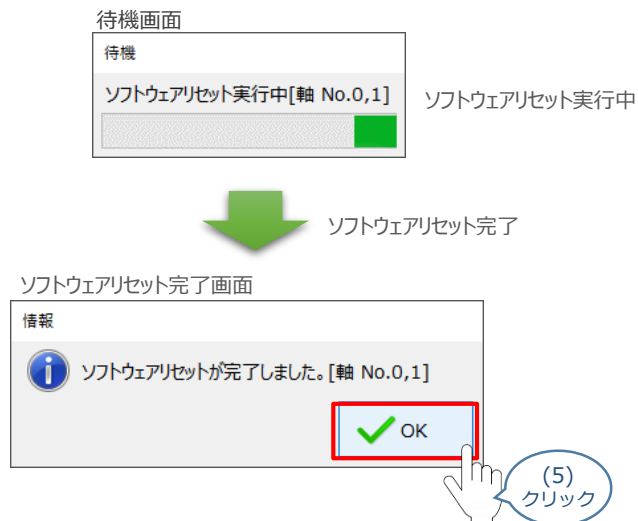 待機画面
待機
ソフトウェアリセット実行中[軸 No.0,1]
ソフトウェアリセット実行中
ソフトウェアリセット完了
ソフトウェアリセット完了画面
情報
ソフトウェアリセットが完了しました。[軸 No.0,1]
OK
(5)
クリック